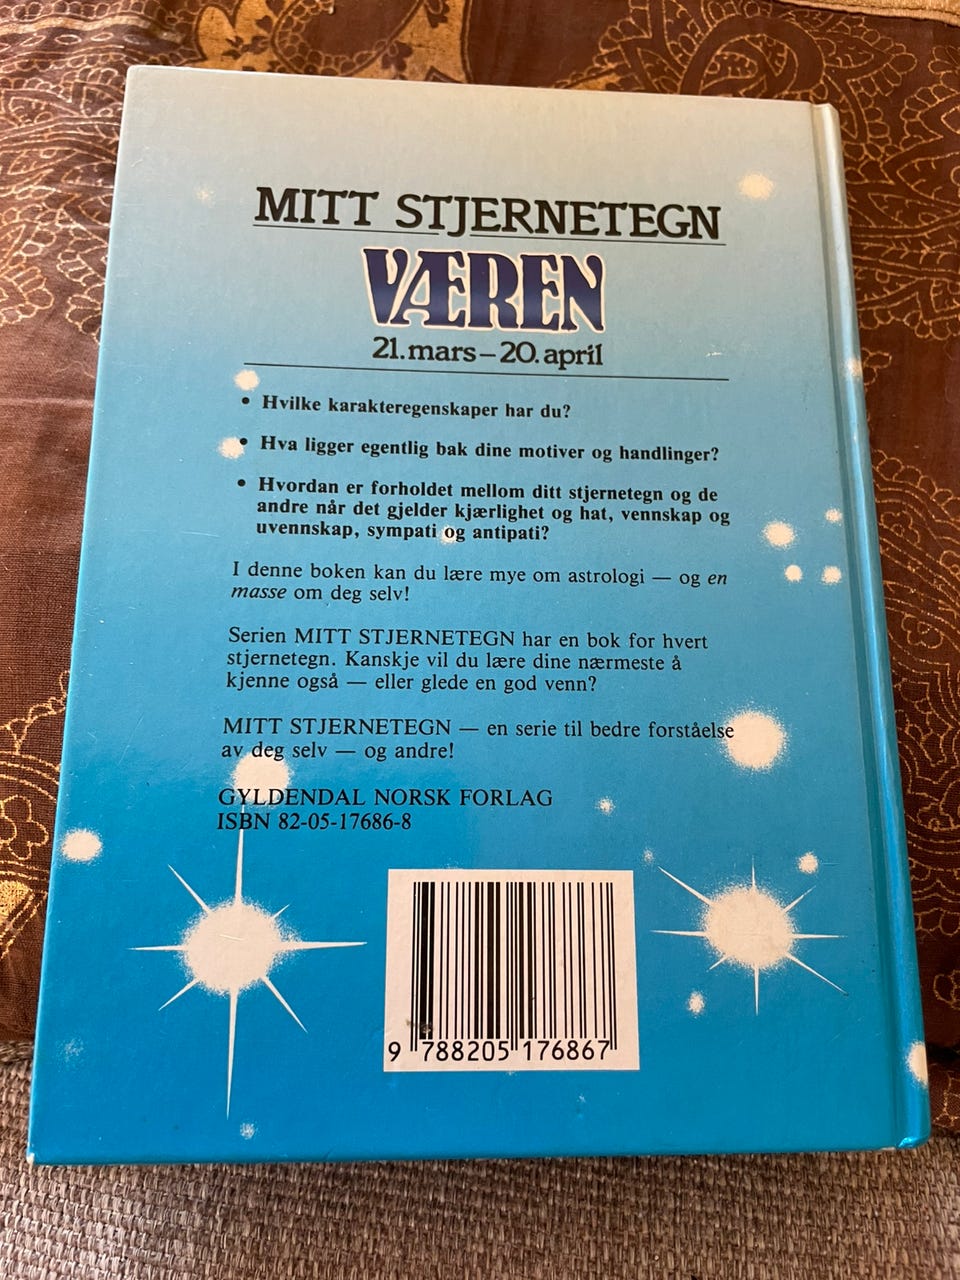 MITT STJERNETEGN
VÆREN
21. mars – 20. april
• Hvilke karakteregenskaper har du?
• Hva ligger egentlig bak dine motiver og handlinger?
• Hvordan er forholdet mellom ditt stjernetegn og de
andre når det gjelder kjærlighet og hat, vennskap og
uvennskap, sympati og antipati?
I denne boken kan du lære mye om astrologi — og en
masse om deg selv!
Serien MITT STJERNETEGN har en bok for hvert
stjernetegn. Kanskje vil du lære dine nærmeste å
kjenne også — eller glede en god venn?
MITT STJERNETEGN — en serie til bedre forståelse
av deg selv — og andre!
GYLDENDAL NORSK FORLAG
ISBN 82-05-17686-8
9 788205 176867